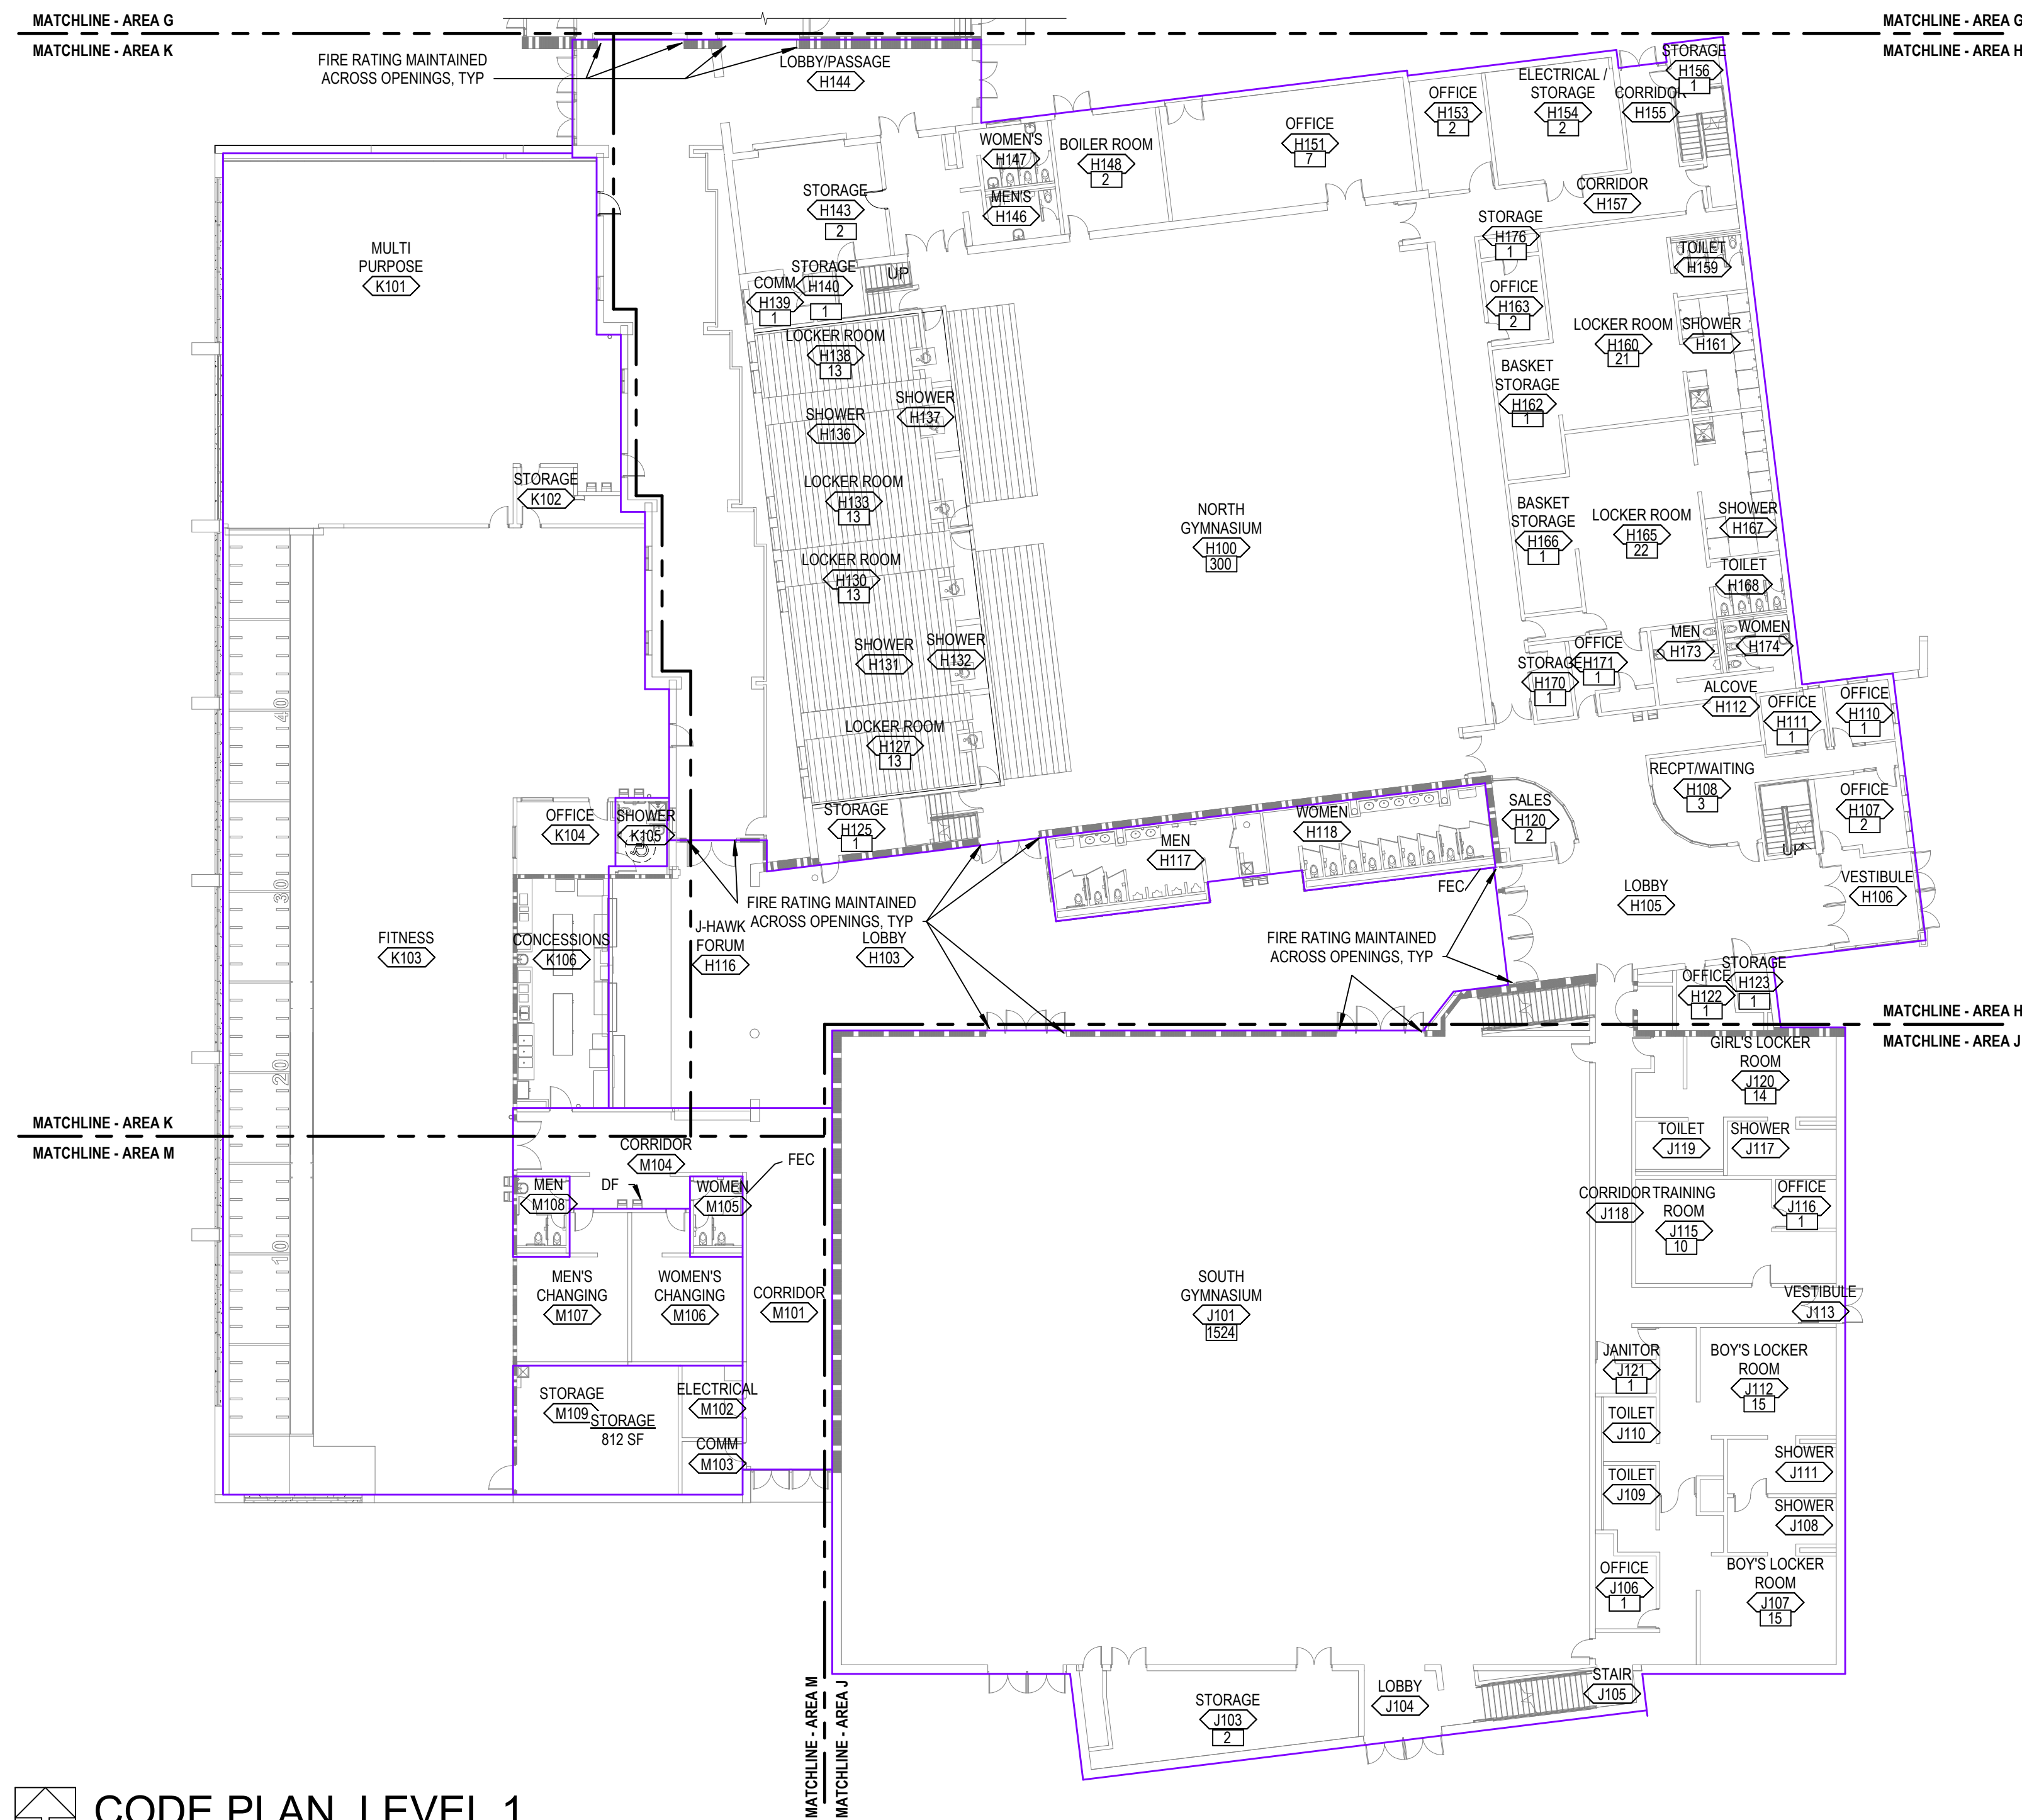 MATCHLINE - AREA G
MATCHLINE - AREA K
MATCHLINE - AREA G
MATCHLINE - AREA H
FIRE RATING MAINTAINED
ACROSS OPENINGS, TYP
LOBBY/PASSAGE
H144
STORAGE
H156
1
ELECTRICAL /
STORAGE
H154
2
OFFICE
H153
2
CORRIDOR
H155
OFFICE
H151
7
WOMEN'S
H147
BOILER ROOM
H148
2
MEN'S
H146
STORAGE
H143
2
CORRIDOR
H157
STORAGE
H176
1
TOILET
H159
MULTI
PURPOSE
K101
STORAGE
H140
1
UP
COMM
H139
1
OFFICE
H163
2
LOCKER ROOM
H138
13
LOCKER ROOM
H160
21
SHOWER
H161
BASKET
STORAGE
H162
1
SHOWER
H137
SHOWER
H136
STORAGE
K102
LOCKER ROOM
H133
13
NORTH
GYMNASIUM
H100
300
BASKET
STORAGE
H166
1
LOCKER ROOM
H165
22
SHOWER
H167
LOCKER ROOM
H130
13
TOILET
H168
SHOWER
H131
SHOWER
H132
MEN
H173
WOMEN
H174
OFFICE
H171
1
STORAGE
H170
1
ALCOVE
H112
OFFICE
H111
1
OFFICE
H110
1
40
LOCKER ROOM
H127
13
RECPT/WAITING
H108
3
OFFICE
H107
2
UP
STORAGE
H125
1
OFFICE
K104
SHOWER
K105
MEN
H117
WOMEN
H118
SALES
H120
2
FEC
30
VESTIBULE
H106
LOBBY
H105
FIRE RATING MAINTAINED
ACROSS OPENINGS, TYP
J-HAWK
FORUM
H116
LOBBY
H103
FIRE RATING MAINTAINED
ACROSS OPENINGS, TYP
FITNESS
K103
CONCESSIONS
K106
STORAGE
H123
1
OFFICE
H122
1
MATCHLINE - AREA H
MATCHLINE - AREA J
20
GIRL'S LOCKER
ROOM
J120
14
MATCHLINE - AREA K
MATCHLINE - AREA M
CORRIDOR
M104
FEC
TOILET
J119
SHOWER
J117
MEN
M108
DF
WOMEN
M105
CORRIDOR
J118
TRAINING
ROOM
J115
10
OFFICE
J116
1
10
MEN'S
CHANGING
M107
WOMEN'S
CHANGING
M106
CORRIDOR
M101
SOUTH
GYMNASIUM
J101
1524
VESTIBULE
J113
JANITOR
J121
1
BOY'S LOCKER
ROOM
J112
15
STORAGE
M109
STORAGE
812 SF
ELECTRICAL
M102
COMM
M103
TOILET
J110
SHOWER
J111
TOILET
J109
SHOWER
J108
OFFICE
J106
1
BOY'S LOCKER
ROOM
J107
15
STAIR
J105
LOBBY
J104
STORAGE
J103
2
MATCHLINE - AREA M
MATCHLINE - AREA J
CODE PLAN LEVEL 1